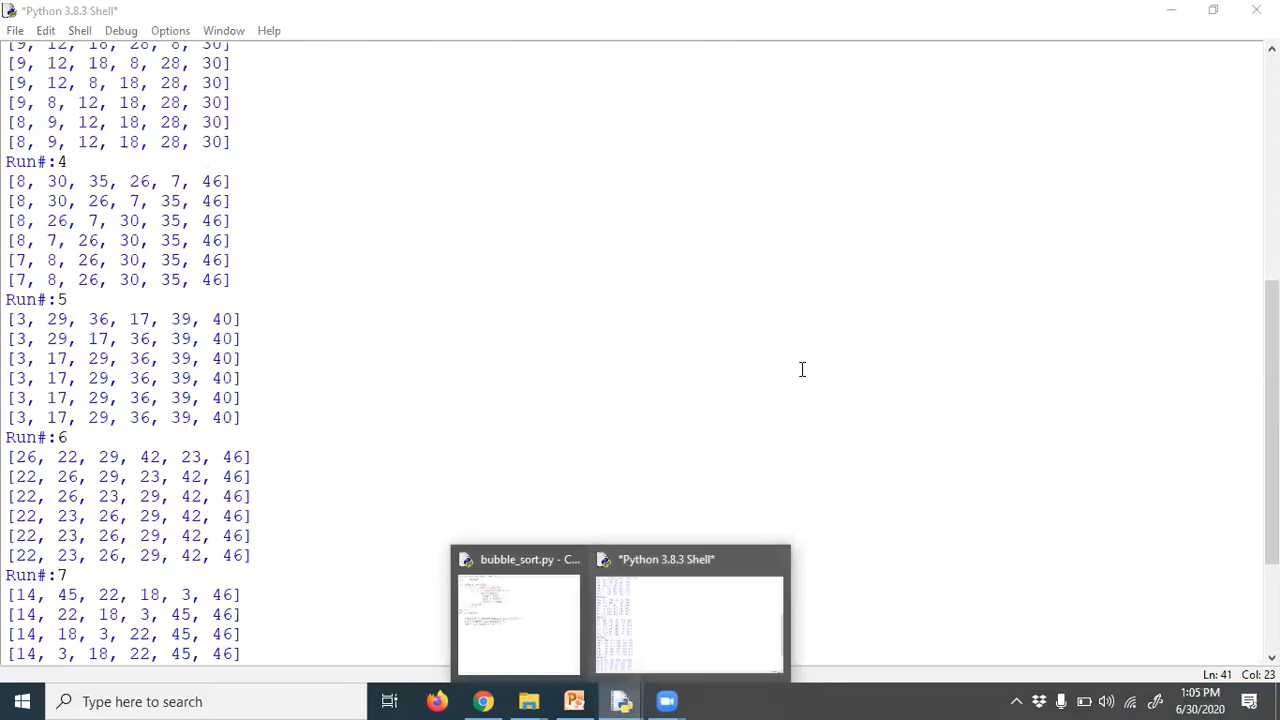 *Python 3.8.3 Shell*
File Edit Shell Debug Options Window Help
[9, 12, 18, 28, 8, 30]
[9, 12, 18, 8, 28, 30]
[9, 12, 8, 18, 28, 30]
[9, 8, 12, 18, 28, 30]
[8, 9, 12, 18, 28, 30]
[8, 9, 12, 18, 28, 30]
Run#:4
[8, 30, 35, 26, 7, 46]
[8, 30, 26, 7, 35, 46]
[8, 26, 7, 30, 35, 46]
[8, 7, 26, 30, 35, 46]
[7, 8, 26, 30, 35, 46]
[7, 8, 26, 30, 35, 46]
Run#:5
[3, 29, 36, 17, 39, 40]
[3, 29, 17, 36, 39, 40]
[3, 17, 29, 36, 39, 40]
[3, 17, 29, 36, 39, 40]
[3, 17, 29, 36, 39, 40]
[3, 17, 29, 36, 39, 40]
Run#:6
[26, 22, 29, 42, 23, 46]
[22, 26, 29, 23, 42, 46]
[22, 26, 23, 29, 42, 46]
[22, 23, 26, 29, 42, 46]
[22, 23, 26, 29, 42, 46]
[22, 23, 26, 29, 42, 46]
Run#:7
[14, 45, 22, 18, 3, 46]
[14, 22, 18, 3, 45, 46]
[14, 18, 3, 22, 45, 46]
[14, 3, 18, 22, 45, 46]
bubble_sort.py - C... *Python 3.8.3 Shell*
Ln: 41 Col: 23
Type here to search
1:05 PM
6/30/2020